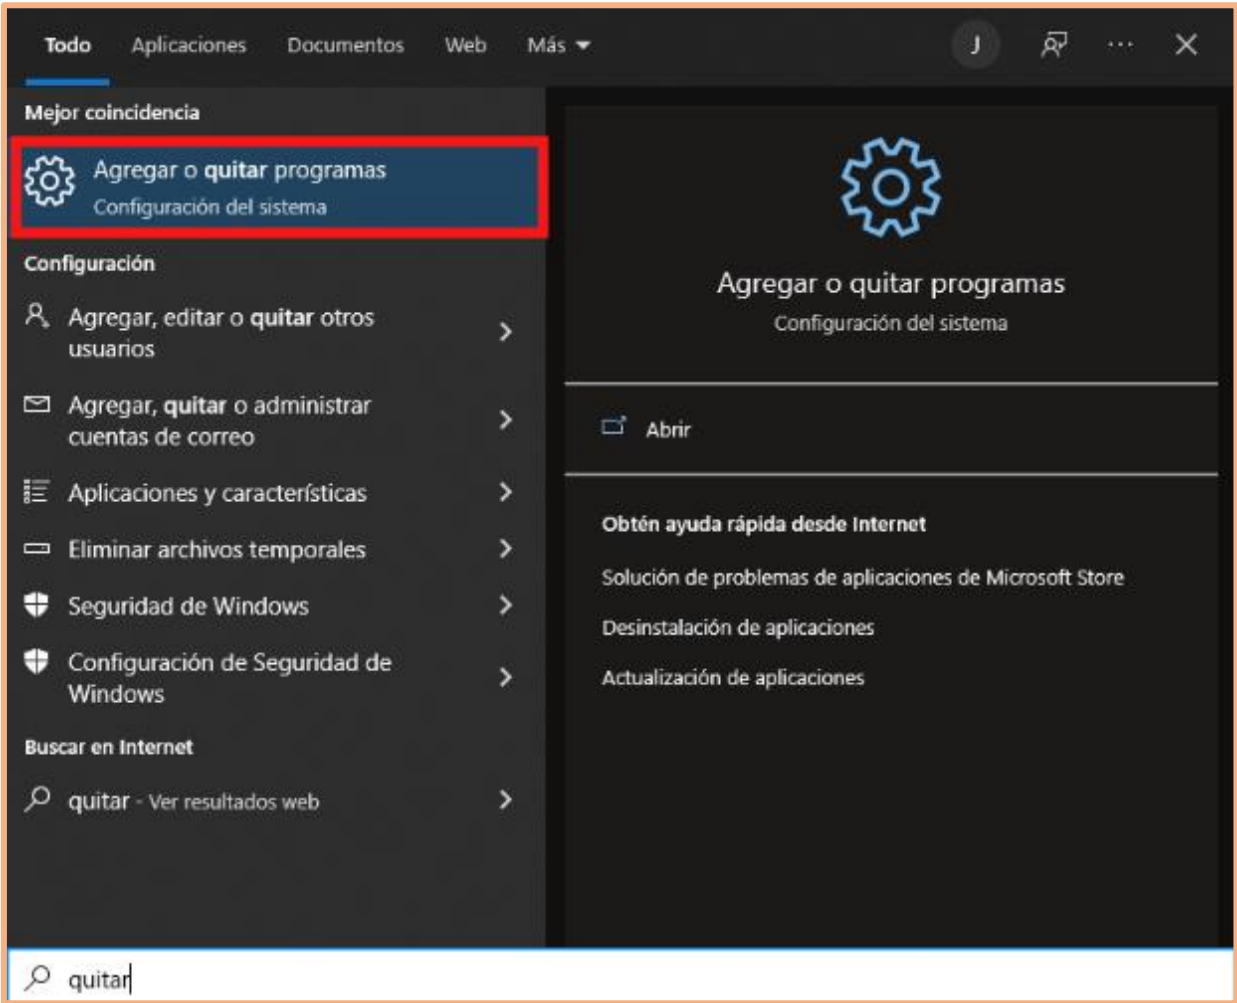 Todo Aplicaciones Documentos Web Más J
Mejor coincidencia
Agregar o quitar programas
Configuración del sistema
Configuración
Agregar, editar o quitar otros
usuarios
Agregar, quitar o administrar
cuentas de correo
Aplicaciones y características
Eliminar archivos temporales
Seguridad de Windows
Configuración de Seguridad de
Windows
Buscar en Internet
quitar - Ver resultados web
Agregar o quitar programas
Configuración del sistema
Abrir
Obtén ayuda rápida desde Internet
Solución de problemas de aplicaciones de Microsoft Store
Desinstalación de aplicaciones
Actualización de aplicaciones
quitar